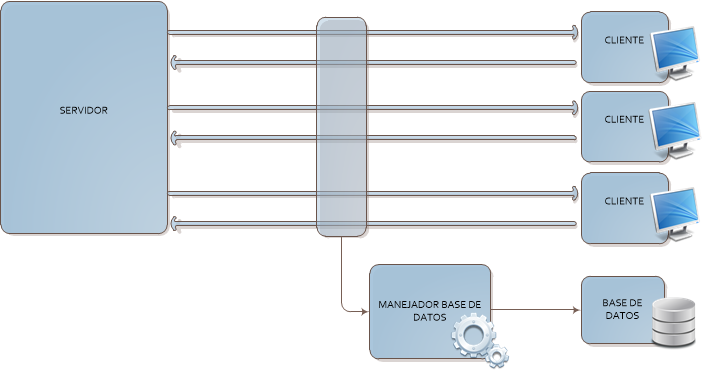 SERVIDOR
CLIENTE
CLIENTE
CLIENTE
MANEJADOR BASE DE
DATOS
BASE DE
DATOS